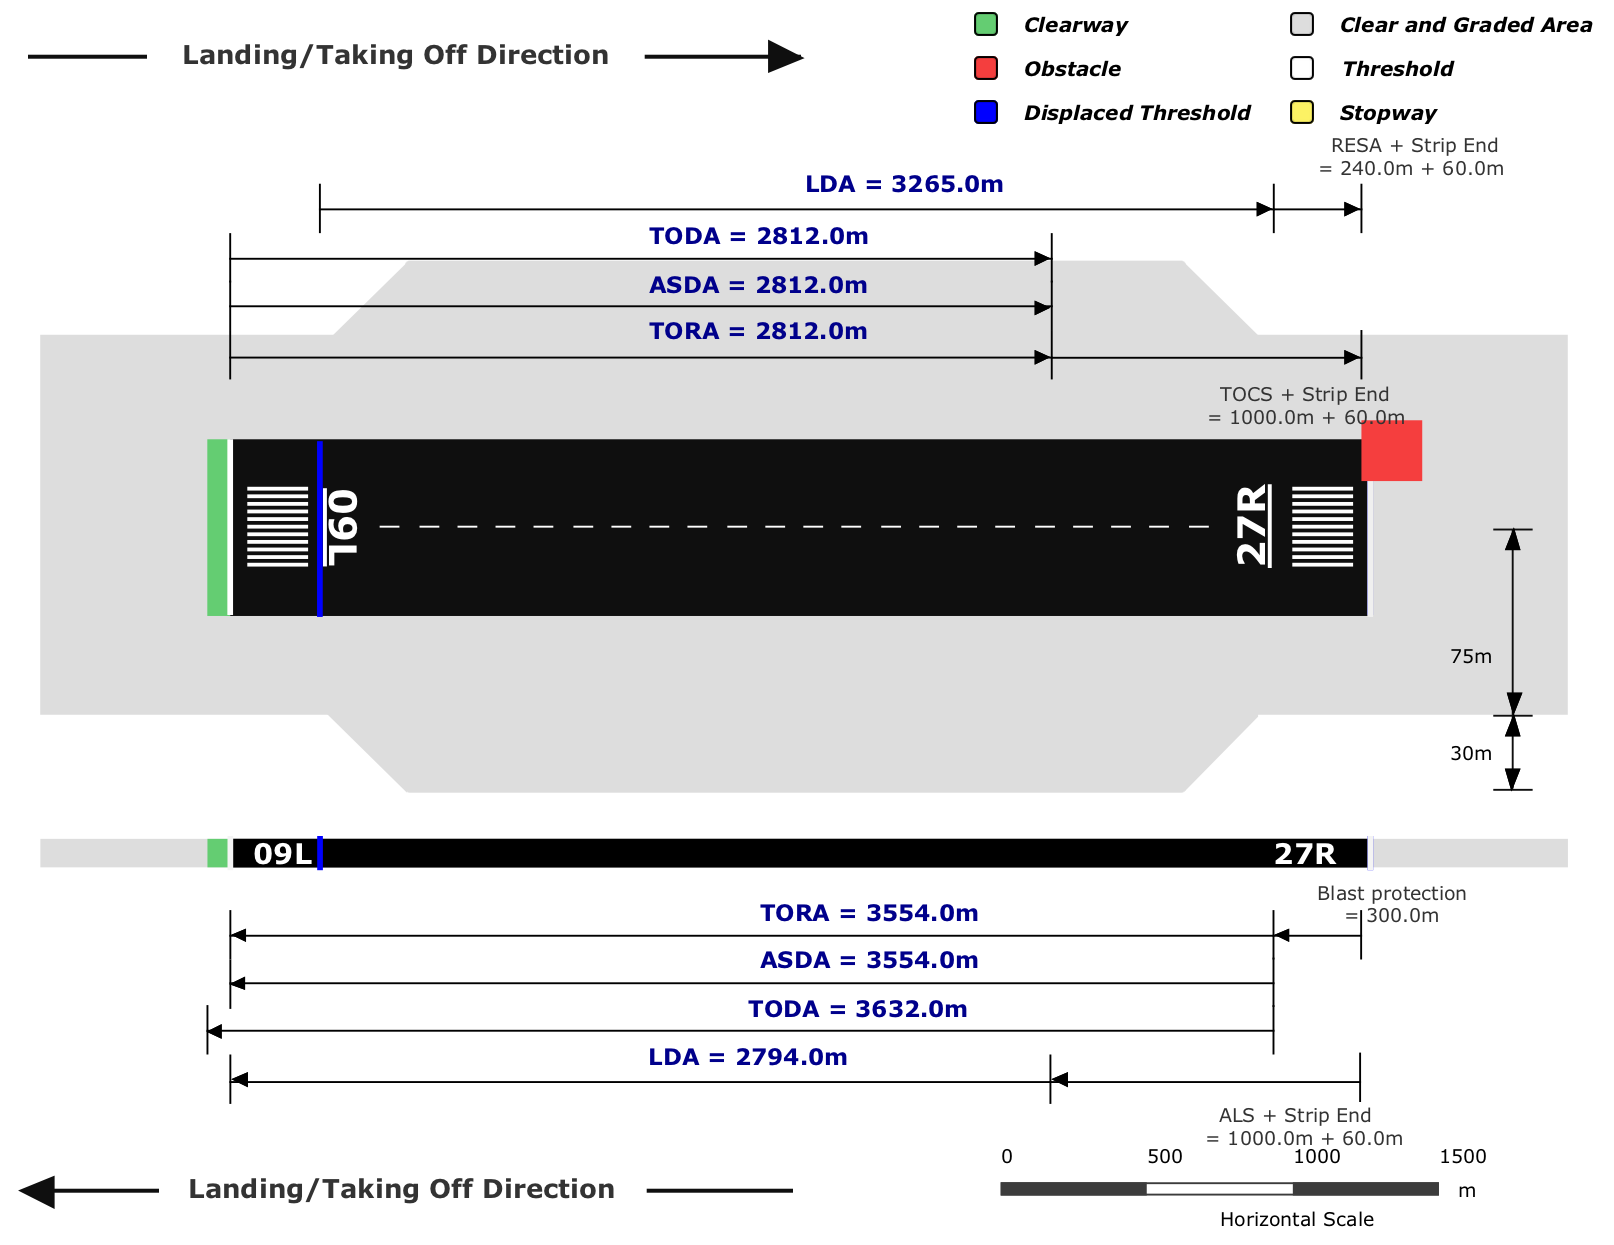 Landing/Taking Off Direction
Clearway
Clear and Graded Area
Obstacle
Threshold
Displaced Threshold
Stopway
RESA + Strip End
= 240.0m + 60.0m
LDA = 3265.0m
TODA = 2812.0m
ASDA = 2812.0m
TORA = 2812.0m
TOCS + Strip End
= 1000.0m + 60.0m
09L
27R
75m
30m
09L
27R
Blast protection
= 300.0m
TORA = 3554.0m
ASDA = 3554.0m
TODA = 3632.0m
LDA = 2794.0m
ALS + Strip End
= 1000.0m + 60.0m
0 500 1000 1500
m
Horizontal Scale
Landing/Taking Off Direction